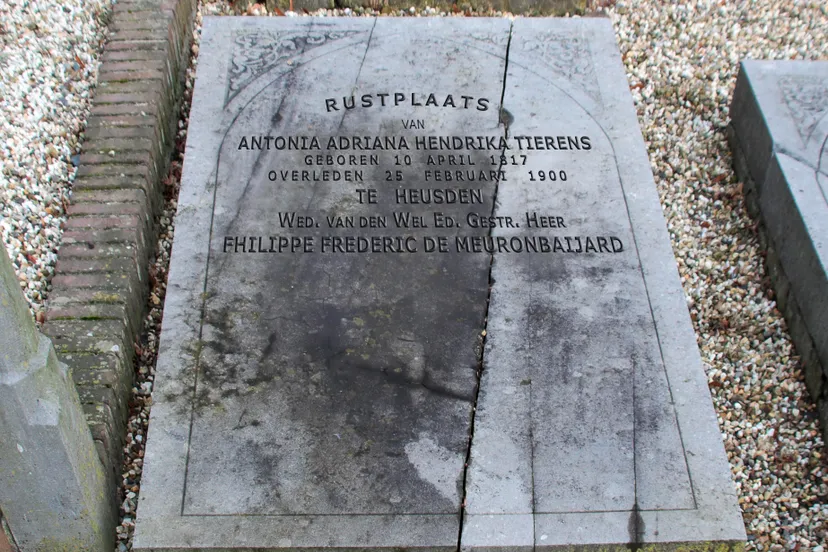 RUSTPLAATS
VAN
ANTONIA ADRIANA HENDRIKA TIERENS
GEBOREN 10 APRIL 1817
OVERLEDEN 25 FEBRUARI 1900
TE HEUSDEN
WED. VAN DEN WEL ED. GESTR. HEER
FHILIPPE FREDERIC DE MEURONBAIJARD